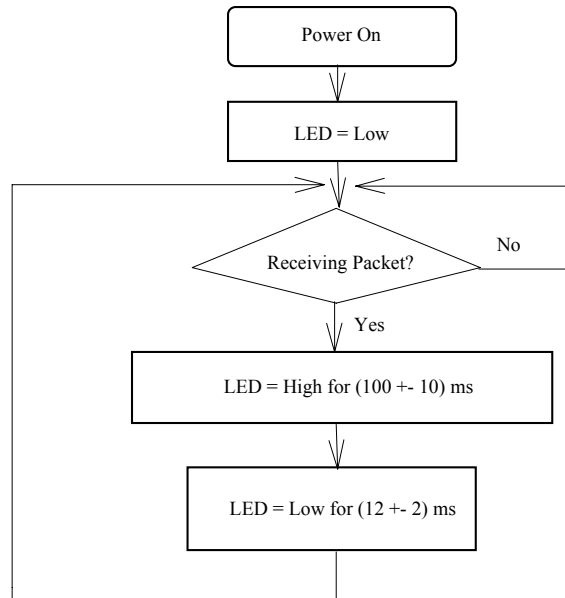 Power On
LED = Low
Receiving Packet?
No
Yes
LED = High for (100 +- 10) ms
LED = Low for (12 +- 2) ms